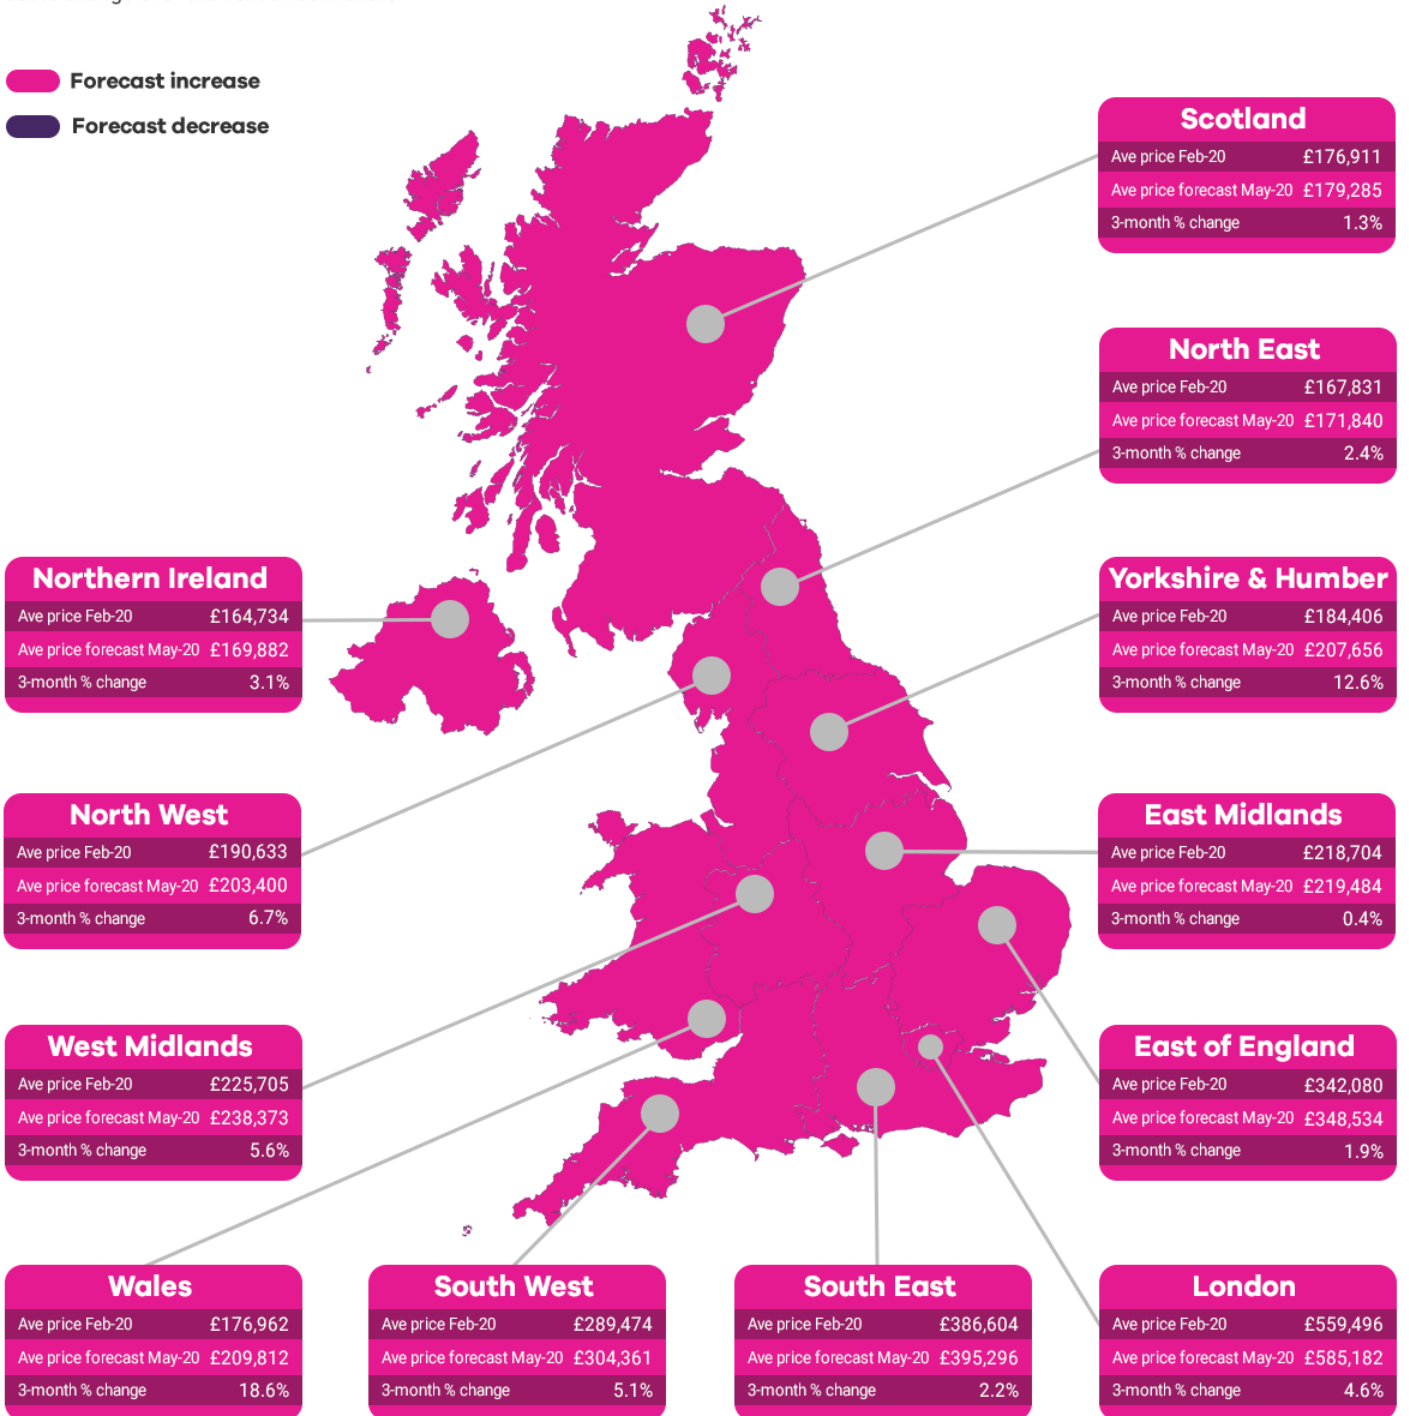 Forecast increase
Forecast decrease
Scotland
Ave price Feb-20 £176,911
Ave price forecast May-20 £179,285
3-month % change 1.3%
North East
Ave price Feb-20 £167,831
Ave price forecast May-20 £171,840
3-month % change 2.4%
Northern Ireland
Ave price Feb-20 £164,734
Ave price forecast May-20 £169,882
3-month % change 3.1%
Yorkshire & Humber
Ave price Feb-20 £184,406
Ave price forecast May-20 £207,656
3-month % change 12.6%
North West
Ave price Feb-20 £190,633
Ave price forecast May-20 £203,400
3-month % change 6.7%
East Midlands
Ave price Feb-20 £218,704
Ave price forecast May-20 £219,484
3-month % change 0.4%
West Midlands
Ave price Feb-20 £225,705
Ave price forecast May-20 £238,373
3-month % change 5.6%
East of England
Ave price Feb-20 £342,080
Ave price forecast May-20 £348,534
3-month % change 1.9%
Wales
Ave price Feb-20 £176,962
Ave price forecast May-20 £209,812
3-month % change 18.6%
South West
Ave price Feb-20 £289,474
Ave price forecast May-20 £304,361
3-month % change 5.1%
South East
Ave price Feb-20 £386,604
Ave price forecast May-20 £395,296
3-month % change 2.2%
London
Ave price Feb-20 £559,496
Ave price forecast May-20 £585,182
3-month % change 4.6%